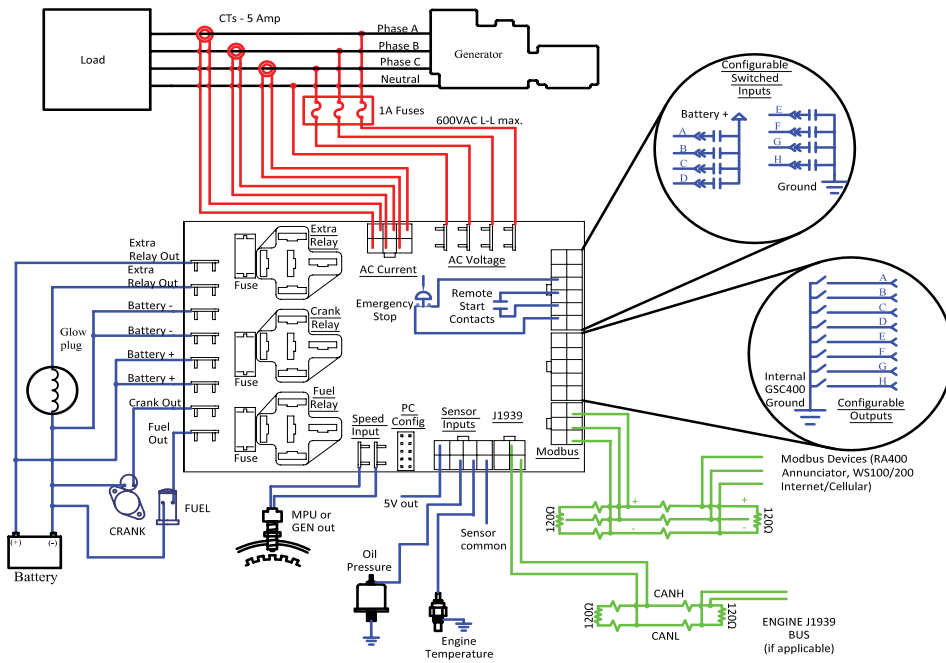 CTs - 5 Amp
Load
Phase A
Phase B
Phase C
Neutral
Generator
1A Fuses
600VAC L-L max.
Configurable
Switched
Inputs
Battery +
A
B
C
D
E
F
G
H
Ground
Extra
Relay Out
Extra
Relay Out
Battery -
Battery -
Battery +
Battery +
Crank Out
Fuel
Out
Glow
plug
Extra
Relay
Fuse
Crank
Relay
Fuse
Fuel
Relay
Fuse
AC Current
AC Voltage
Emergency
Stop
Remote
Start
Contacts
Speed
Input
PC
Config
Sensor
Inputs
J1939
Modbus
A
B
C
D
E
F
G
H
Internal
GSC400
Ground
Configurable
Outputs
Modbus Devices (RA400
Annunciator, WS100/200
Internet/Cellular)
120Ω
+
-
+
-
120Ω
5V out
MPU or
GEN out
Sensor
common
Oil
Pressure
Engine
Temperature
CRANK
FUEL
(+)
(-)
Battery
120Ω
CANH
CANL
120Ω
ENGINE J1939
BUS
(if applicable)